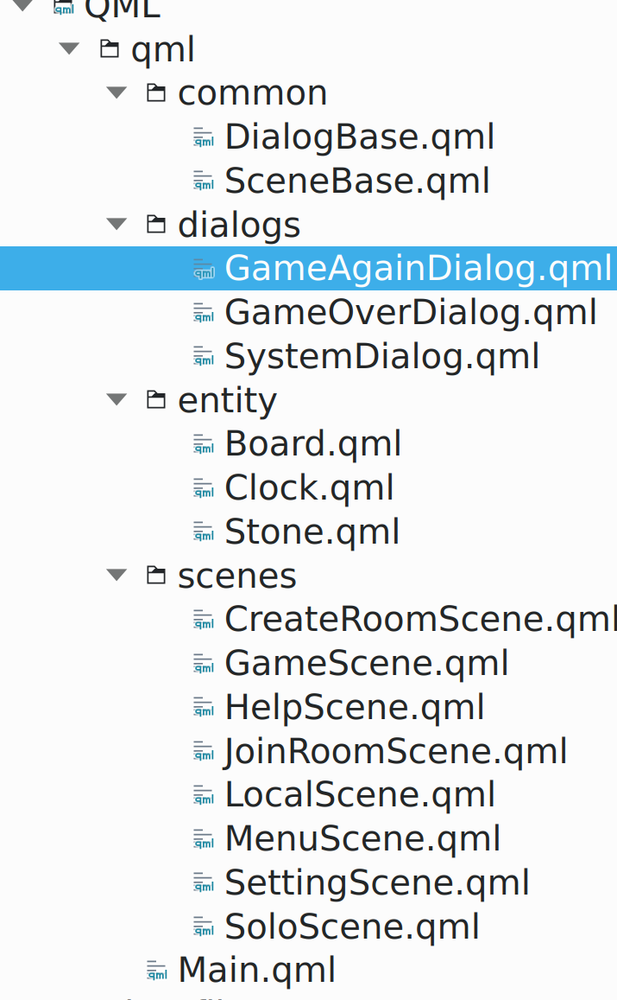 QML
qml
common
DialogBase.qml
SceneBase.qml
dialogs
GameAgainDialog.qml
GameOverDialog.qml
SystemDialog.qml
entity
Board.qml
Clock.qml
Stone.qml
scenes
CreateRoomScene.qml
GameScene.qml
HelpScene.qml
JoinRoomScene.qml
LocalScene.qml
MenuScene.qml
SettingScene.qml
SoloScene.qml
Main.qml